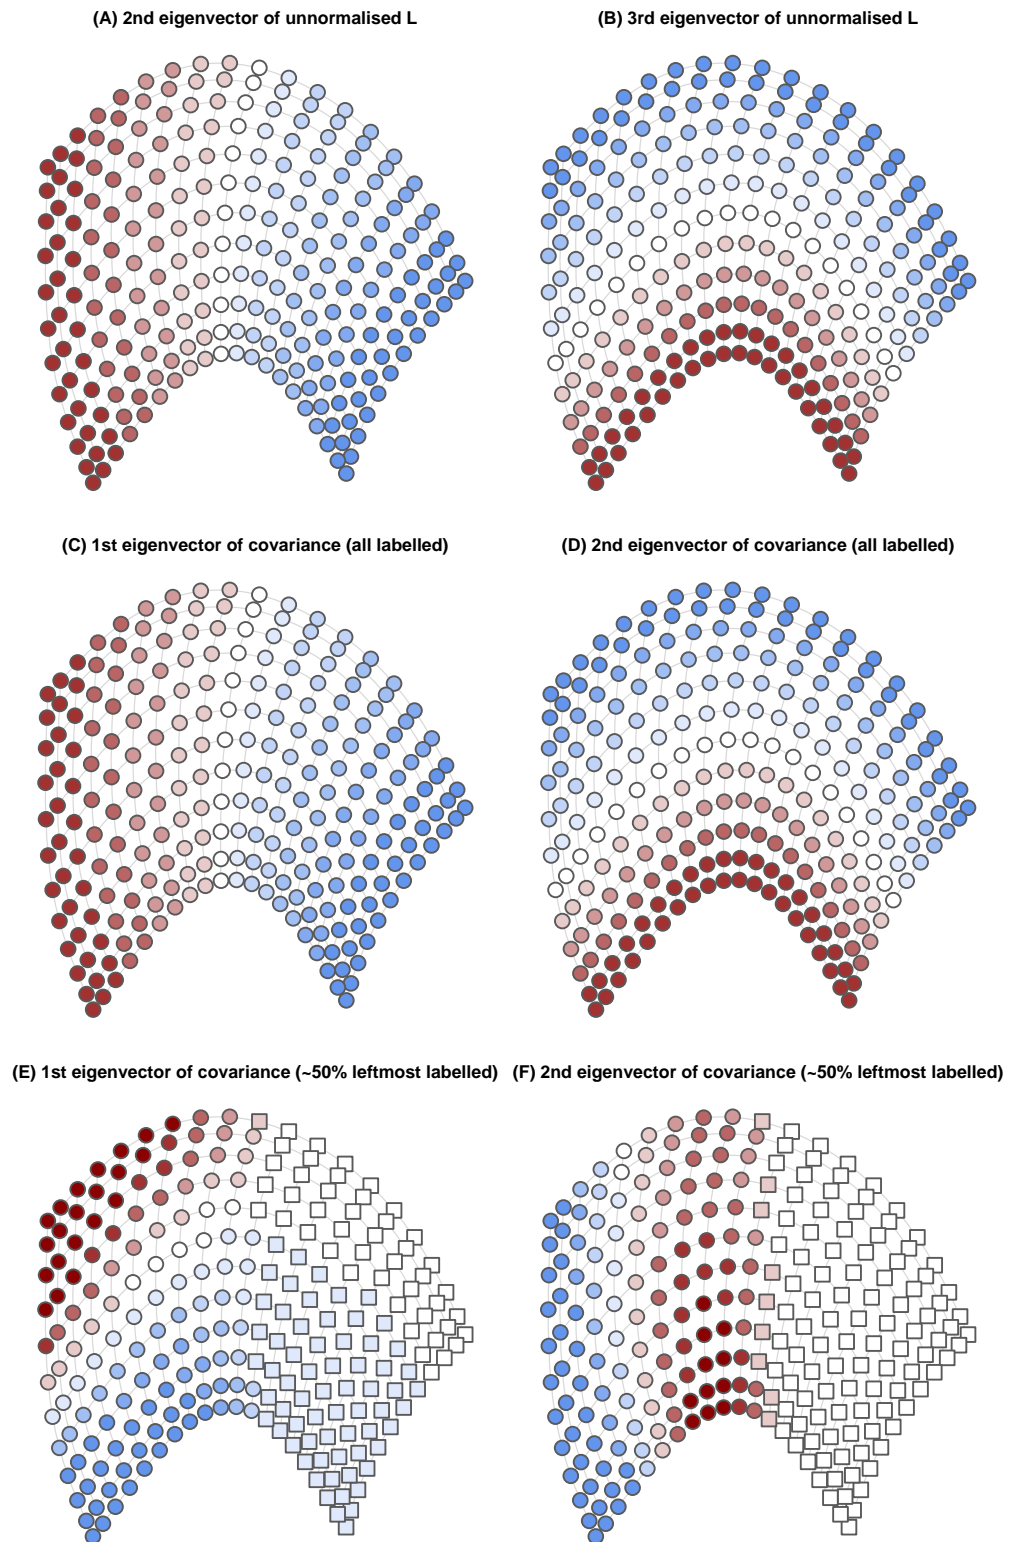 (A) 2nd eigenvector of unnormalised L
(B) 3rd eigenvector of unnormalised L
(C) 1st eigenvector of covariance (all labelled)
(D) 2nd eigenvector of covariance (all labelled)
(E) 1st eigenvector of covariance (~50% leftmost labelled)
(F) 2nd eigenvector of covariance (~50% leftmost labelled)